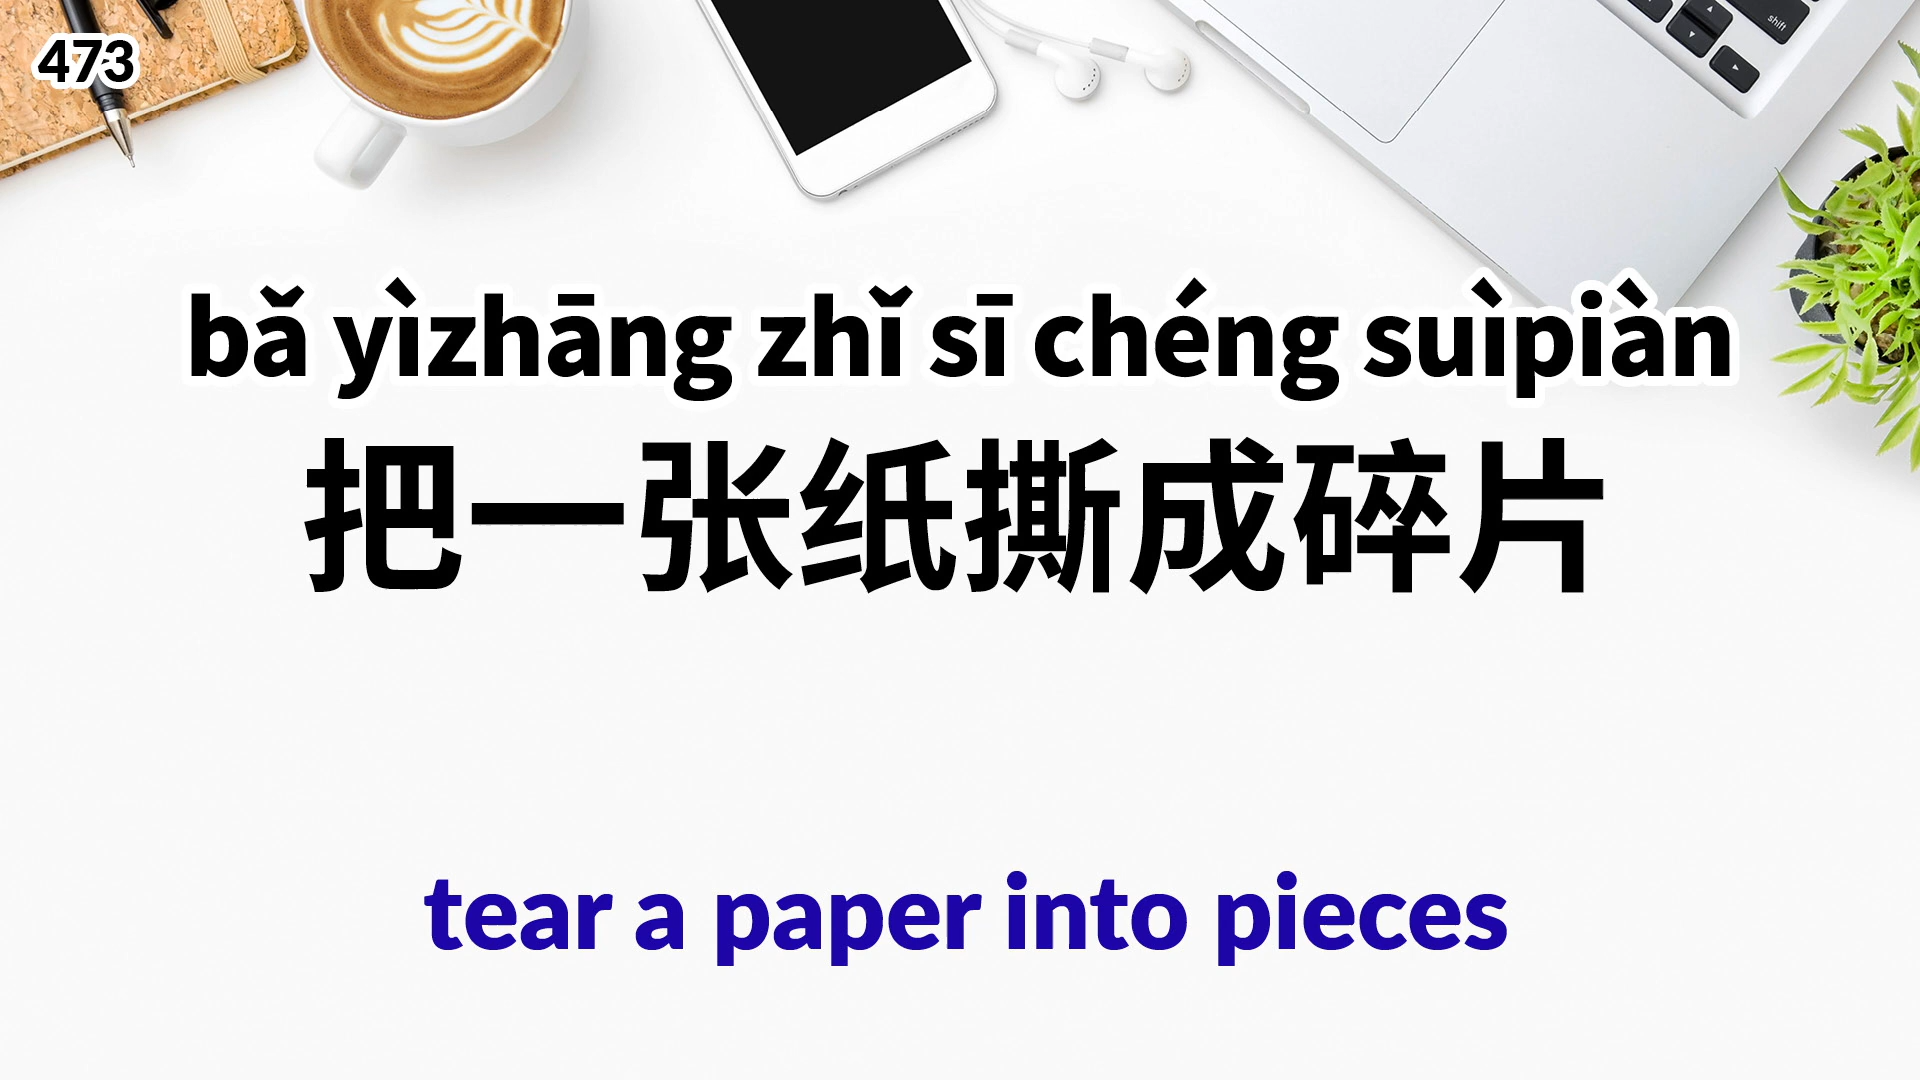 473
shift
bǎ yìzhāng zhǐ sī chéng suìpiàn
把一张纸撕成碎片
tear a paper into pieces